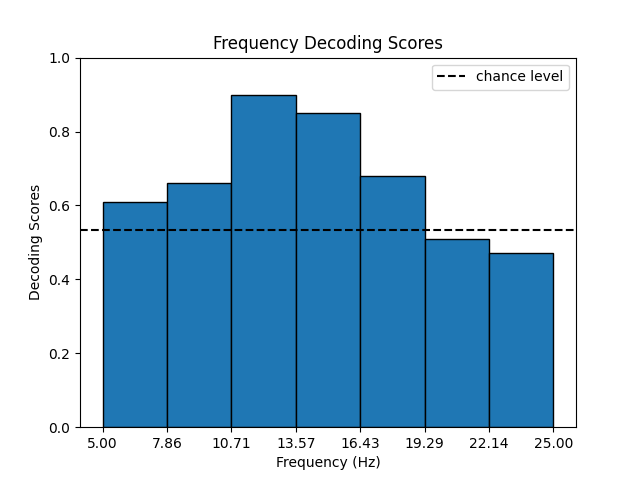 Frequency Decoding Scores
chance level
1.0
0.8
0.6
0.4
0.2
0.0
Decoding Scores
5.00 7.86 10.71 13.57 16.43 19.29 22.14 25.00
Frequency (Hz)